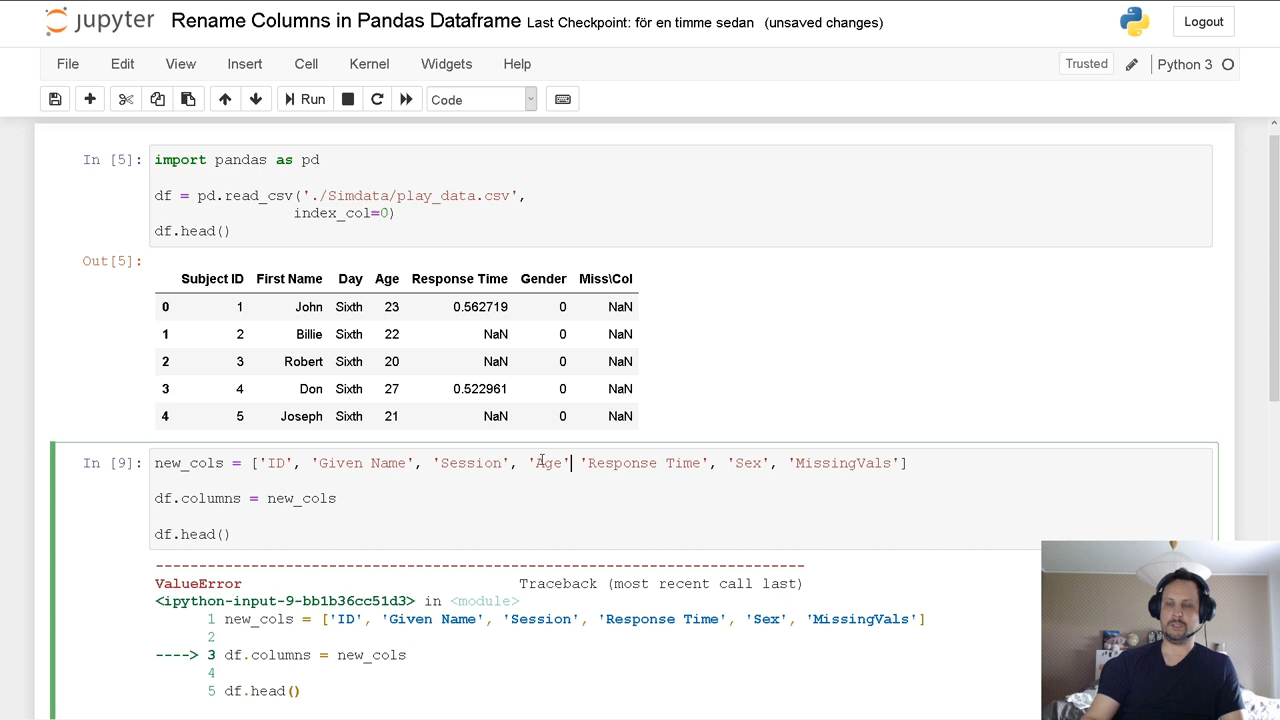 jupyter Rename Columns in Pandas Dataframe Last Checkpoint: för en timme sedan (unsaved changes) Logout
File Edit View Insert Cell Kernel Widgets Help Trusted Python 3
Run Code
In [5]: import pandas as pd
df = pd.read_csv('./Simdata/play_data.csv',
index_col=0)
df.head()
Out[5]:
Subject ID First Name Day Age Response Time Gender Miss\Col
0 1 John Sixth 23 0.562719 0 NaN
1 2 Billie Sixth 22 NaN 0 NaN
2 3 Robert Sixth 20 NaN 0 NaN
3 4 Don Sixth 27 0.522961 0 NaN
4 5 Joseph Sixth 21 NaN 0 NaN
In [9]: new_cols = ['ID', 'Given Name', 'Session', 'Age' 'Response Time', 'Sex', 'MissingVals']
df.columns = new_cols
df.head()
---------------------------------------------------------------------------
ValueError Traceback (most recent call last)
<ipython-input-9-bb1b36cc51d3> in <module>
1 new_cols = ['ID', 'Given Name', 'Session', 'Response Time', 'Sex', 'MissingVals']
2
----> 3 df.columns = new_cols
4
5 df.head()